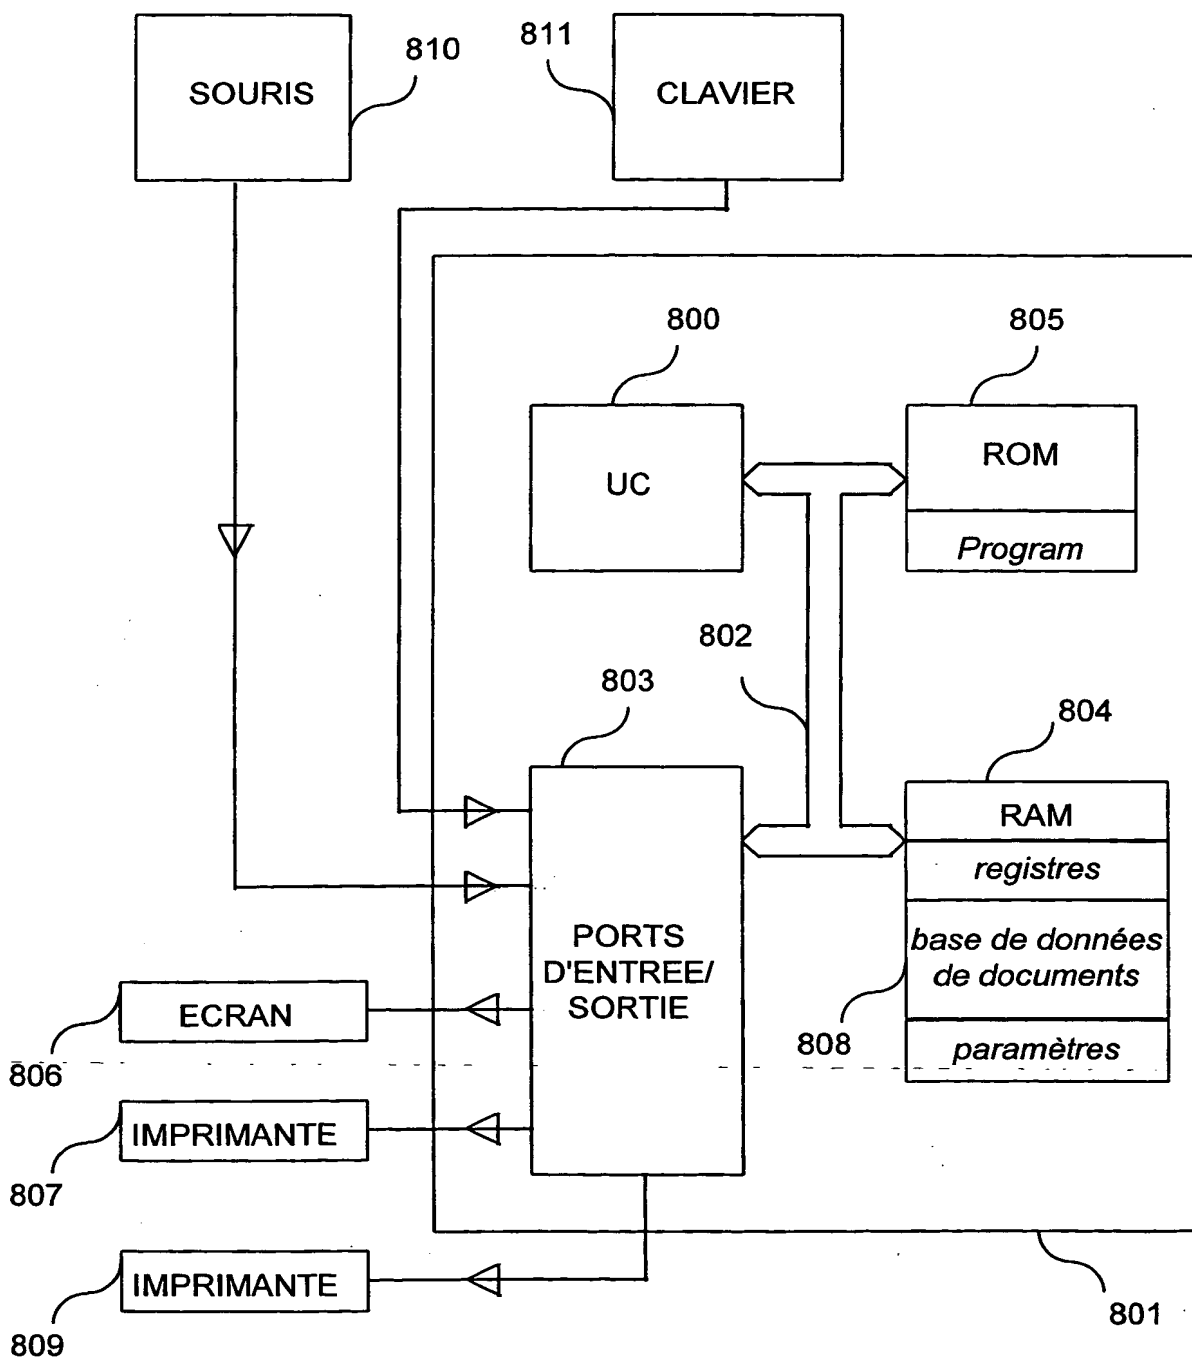 810
811
SOURIS
CLAVIER
800
805
UC
ROM
Program
802
803
804
RAM
registres
base de données
de documents
paramètres
808
PORTS
D'ENTREE/
SORTIE
ECRAN
806
IMPRIMANTE
807
IMPRIMANTE
809
801